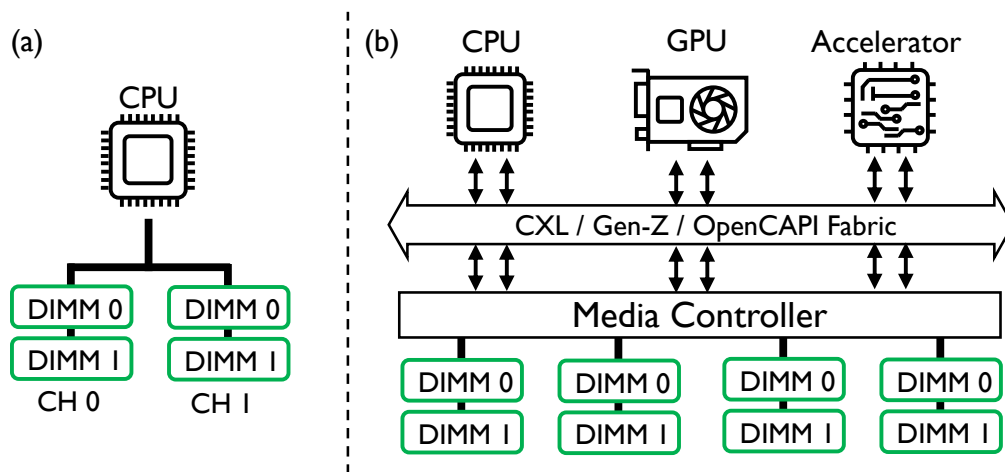 (a)
CPU
DIMM 0 DIMM 0
DIMM 1 DIMM 1
CH 0 CH 1
(b)
CPU GPU Accelerator
CXL / Gen-Z / OpenCAPI Fabric
Media Controller
DIMM 0 DIMM 0 DIMM 0 DIMM 0
DIMM 1 DIMM 1 DIMM 1 DIMM 1